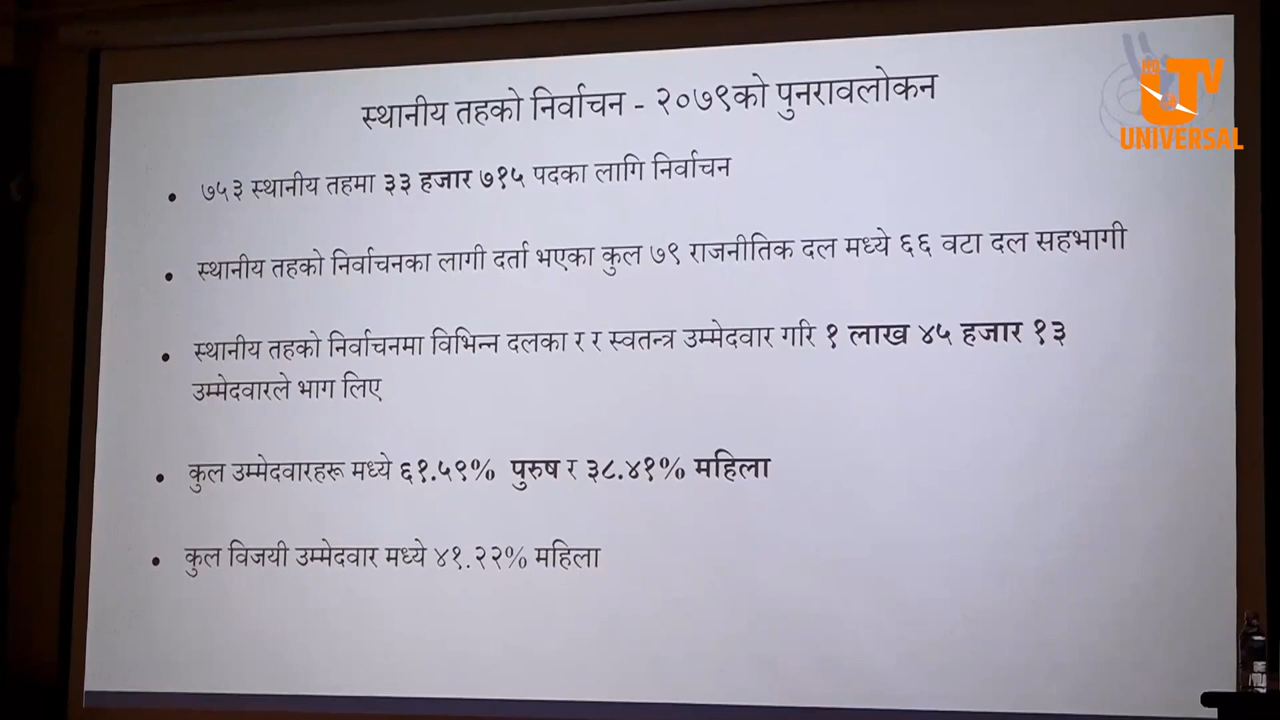 स्थानीय तहको निर्वाचन - २०७९को पुनरावलोकन
HD
UTV
UNIVERSAL
• ७५३ स्थानीय तहमा ३३ हजार ७१५ पदका लागि निर्वाचन
• स्थानीय तहको निर्वाचनका लागी दर्ता भएका कुल ७९ राजनीतिक दल मध्ये ६६ वटा दल सहभागी
• स्थानीय तहको निर्वाचनमा विभिन्न दलका र र स्वतन्त्र उम्मेदवार गरि १ लाख ४५ हजार १३
उम्मेदवारले भाग लिए
• कुल उम्मेदवारहरू मध्ये ६१.५९% पुरुष र ३८.४१% महिला
• कुल विजयी उम्मेदवार मध्ये ४१.२२% महिला